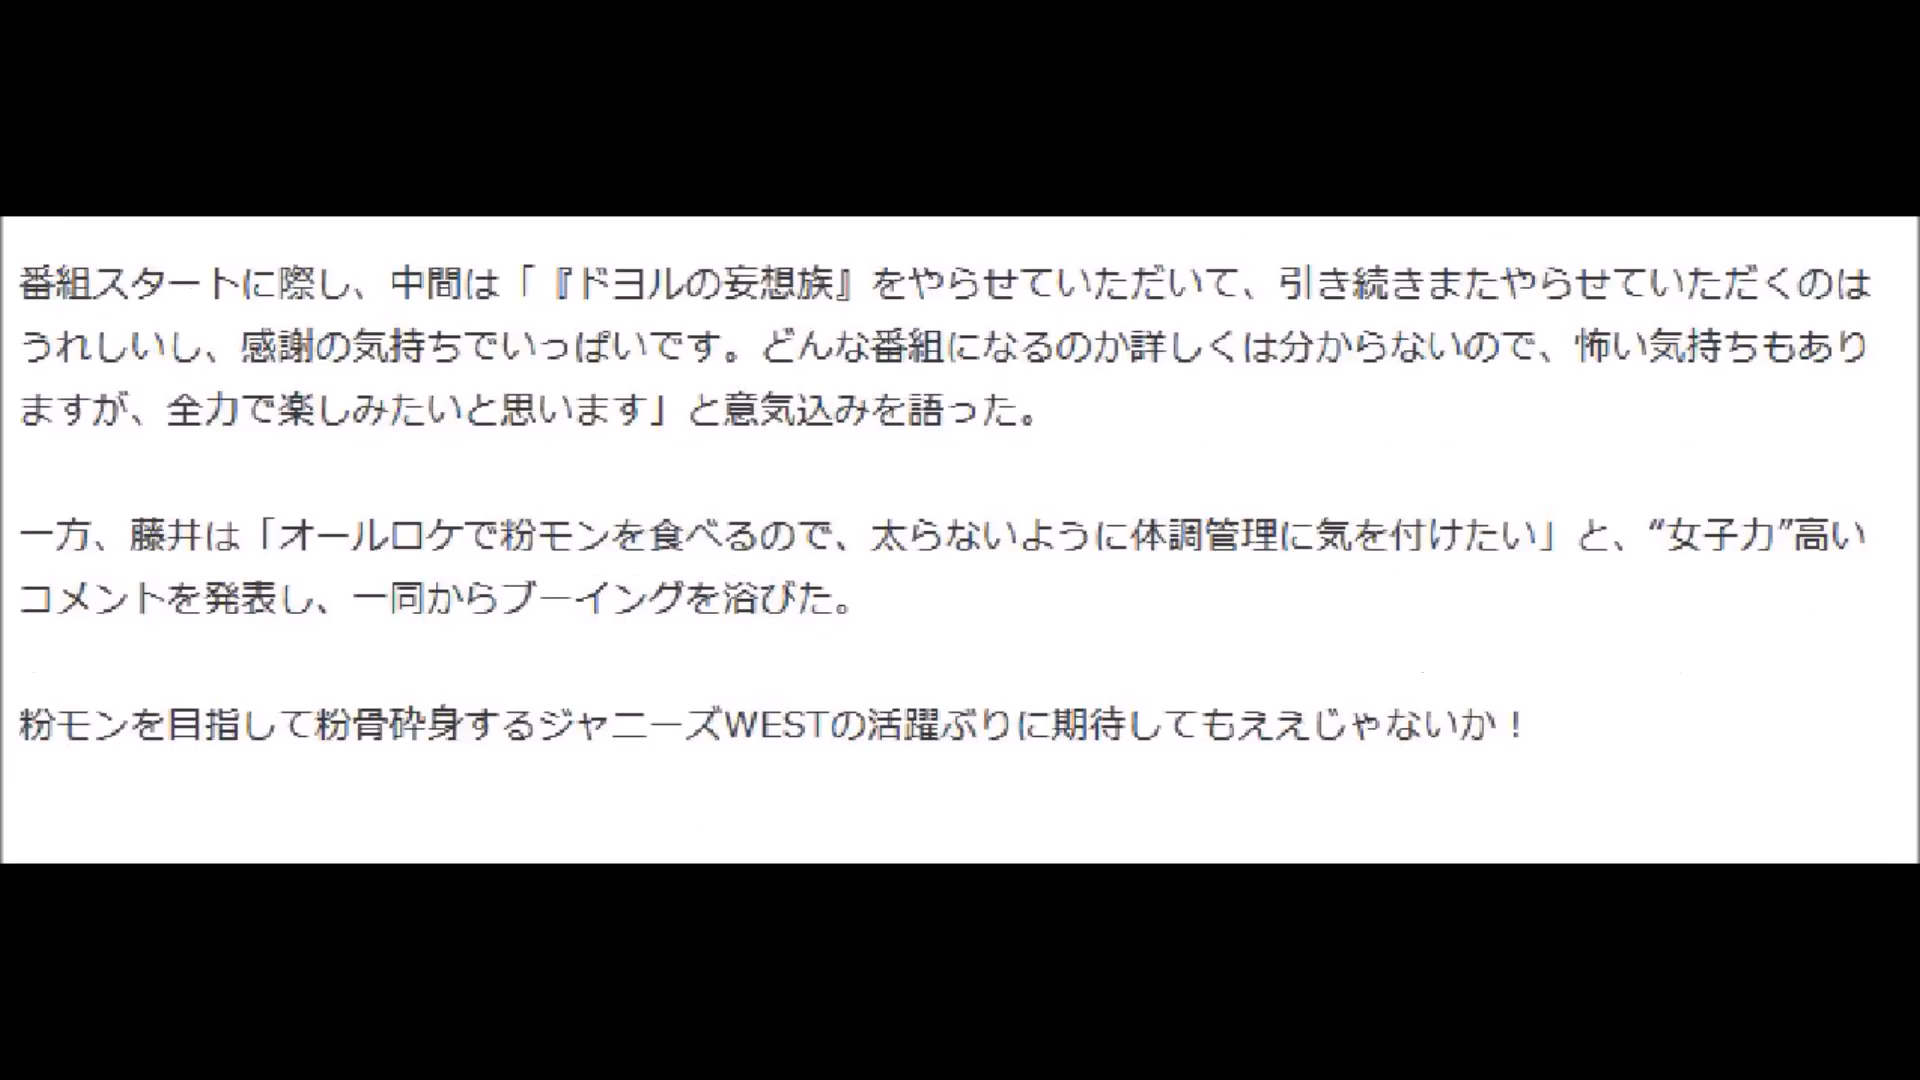 番組スタートに際し、中間は「『ドヨルの妄想族』をやらせていただいて、引き続きまたやらせていただくのは
うれしいし、感謝の気持ちでいっぱいです。どんな番組になるのか詳しくは分からないので、怖い気持ちもあり
ますが、全力で楽しみたいと思います」と意気込みを語った。
一方、藤井は「オールロケで粉モンを食べるので、太らないように体調管理に気を付けたい」と、“女子力”高い
コメントを発表し、一同からブーイングを浴びた。
粉モンを目指して粉骨砕身するジャニーズWESTの活躍ぶりに期待してもええじゃないか！